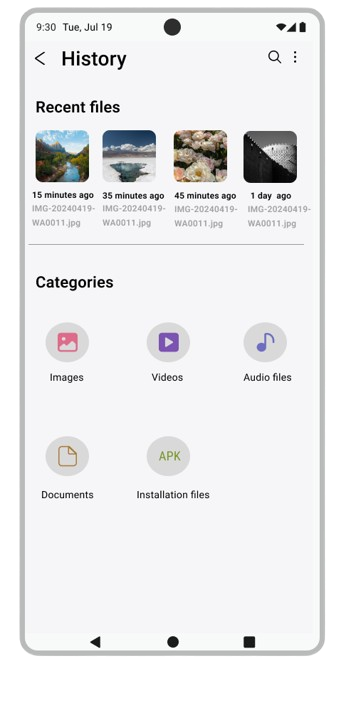 9:30 Tue, Jul 19
History
Recent files
15 minutes ago 35 minutes ago 45 minutes ago 1 day ago
IMG-20240419- IMG-20240419- IMG-20240419- IMG-20240419-
WA0011.jpg WA0011.jpg WA0011.jpg WA0011.jpg
Categories
Images Videos Audio files
APK
Documents Installation files